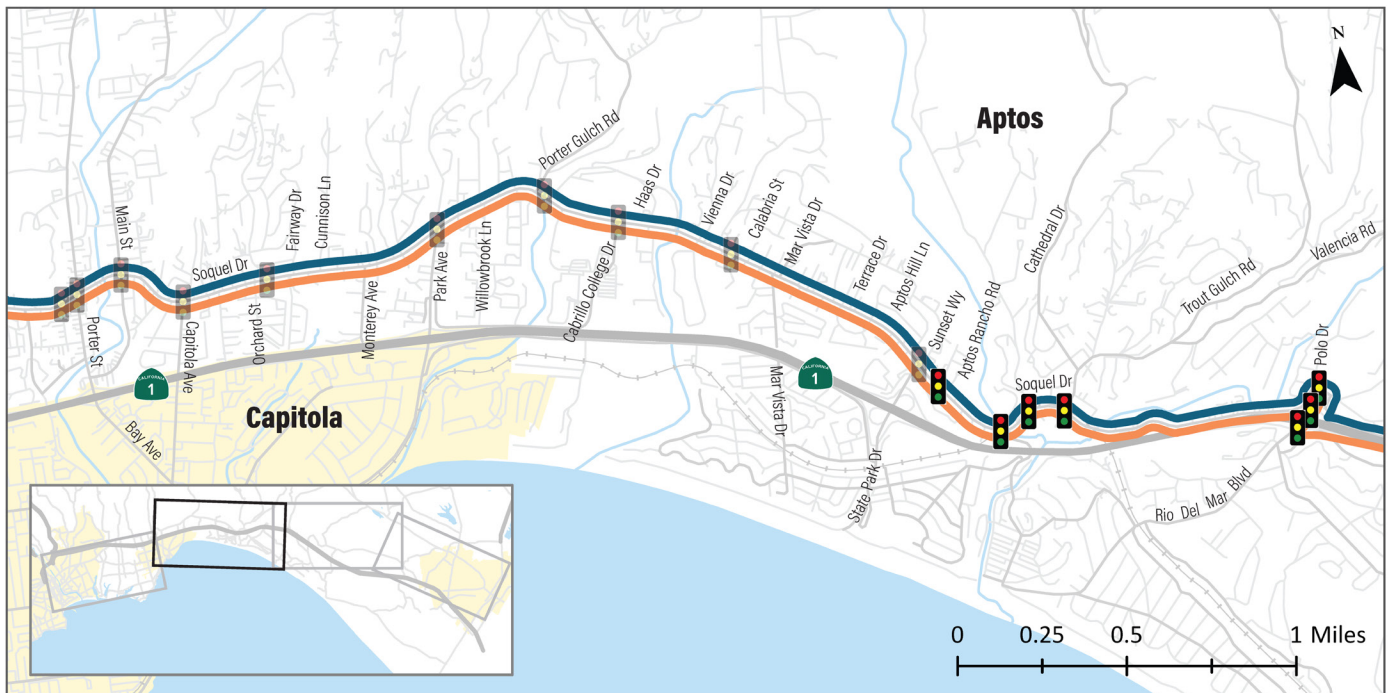 N
Aptos
Porter Gulch Rd
Haas Dr
Main St
Fairway Dr
Cunnison Ln
Vienna Dr
Calabria St
Mar Vista Dr
Cathedral Dr
Valencia Rd
Soquel Dr
Willowbrook Ln
Terrace Dr
Aptos Hill Ln
Trout Gulch Rd
Park Ave
Cabrillo College Dr
Sunset Wy
Aptos Rancho Rd
Porter St
Capitola Ave
Orchard St
Monterey Ave
Polo Dr
CALIFORNIA
1
CALIFORNIA
1
Soquel Dr
Mar Vista Dr
Capitola
Bay Ave
State Park Dr
Rio Del Mar Blvd
0 0.25 0.5 1 Miles